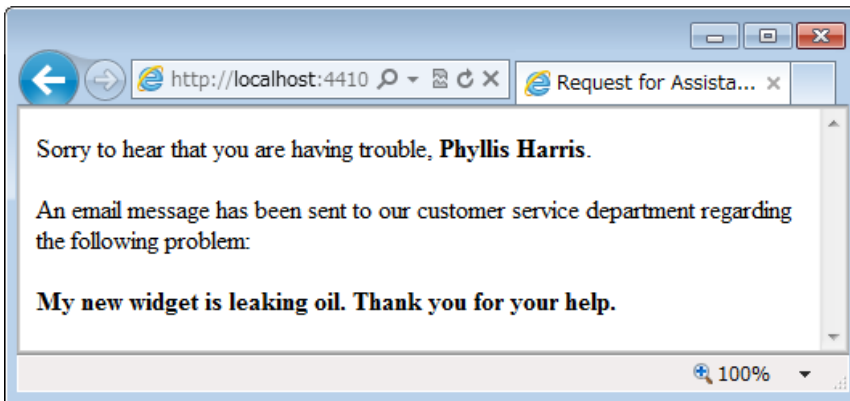 http://localhost:4410
Request for Assista...
Sorry to hear that you are having trouble, Phyllis Harris.
An email message has been sent to our customer service department regarding
the following problem:
My new widget is leaking oil. Thank you for your help.
100%